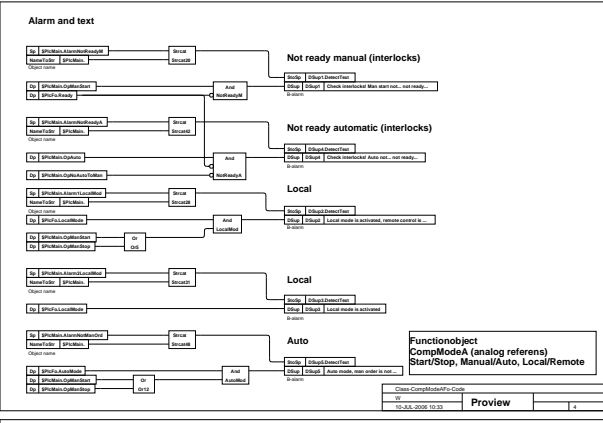 Alarm and text
Sp $PlcMain.AlarmNotReadyM
NameToStr $PlcMain.
Object name
Strcat
Strcat20
Not ready manual (interlocks)
StoSp DSup1.DetectText
DSup DSup1 Check interlocks! Man start not... not ready...
B-alarm
Dp $PlcMain.OpManStart
Dp $PlcFo.Ready
And
NotReadyM
Sp $PlcMain.AlarmNotReadyA
NameToStr $PlcMain.
Object name
Strcat
Strcat42
Not ready automatic (interlocks)
StoSp DSup4.DetectText
DSup DSup4 Check interlocks! Auto not... not ready...
B-alarm
Dp $PlcMain.OpAuto
Dp $PlcMain.OpNoAutoToMan
And
NotReadyA
Sp $PlcMain.Alarm1LocalMod
NameToStr $PlcMain.
Object name
Strcat
Strcat28
Local
StoSp DSup2.DetectText
DSup DSup2 Local mode is activated, remote control is ...
B-alarm
Dp $PlcFo.LocalMode
And
LocalMod
Dp $PlcMain.OpManStart
Dp $PlcMain.OpManStop
Or
Or5
Sp $PlcMain.Alarm2LocalMod
NameToStr $PlcMain.
Object name
Strcat
Strcat31
Local
StoSp DSup3.DetectText
DSup DSup3 Local mode is activated
B-alarm
Dp $PlcFo.LocalMode
Sp $PlcMain.AlarmNotManOrd
NameToStr $PlcMain.
Object name
Strcat
Strcat48
Auto
StoSp DSup5.DetectText
DSup DSup5 Auto mode, man order is not ...
B-alarm
Dp $PlcFo.AutoMode
Dp $PlcMain.OpManStart
Dp $PlcMain.OpManStop
Or
Or12
And
AutoMod
Functionobject
CompModeA (analog referens)
Start/Stop, Manual/Auto, Local/Remote
Class-CompModeAFo-Code
W
10-JUL-2006 10:33
Proview
4